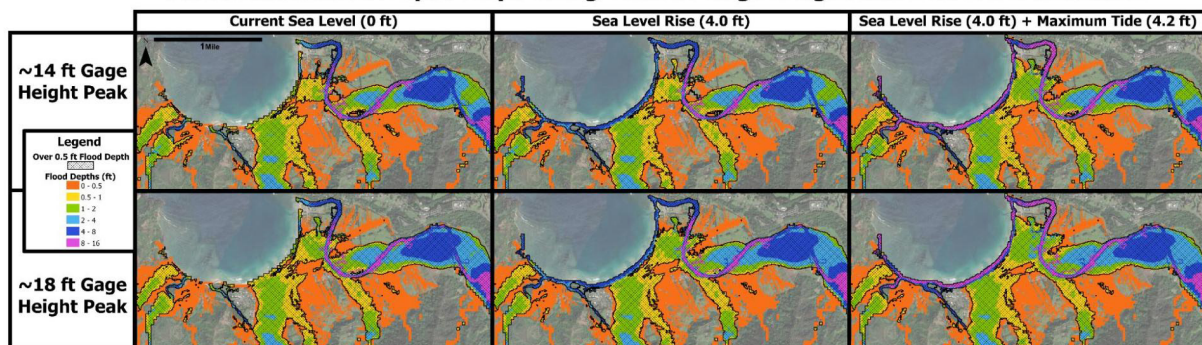 Current Sea Level (0 ft)
Sea Level Rise (4.0 ft)
Sea Level Rise (4.0 ft) + Maximum Tide (4.2 ft)
1 Mile
~14 ft Gage
Height Peak
Legend
Over 0.5 ft Flood Depth
Flood Depths (ft)
0 - 0.5
0.5 - 1
1 - 2
2 - 4
4 - 8
8 - 16
~18 ft Gage
Height Peak